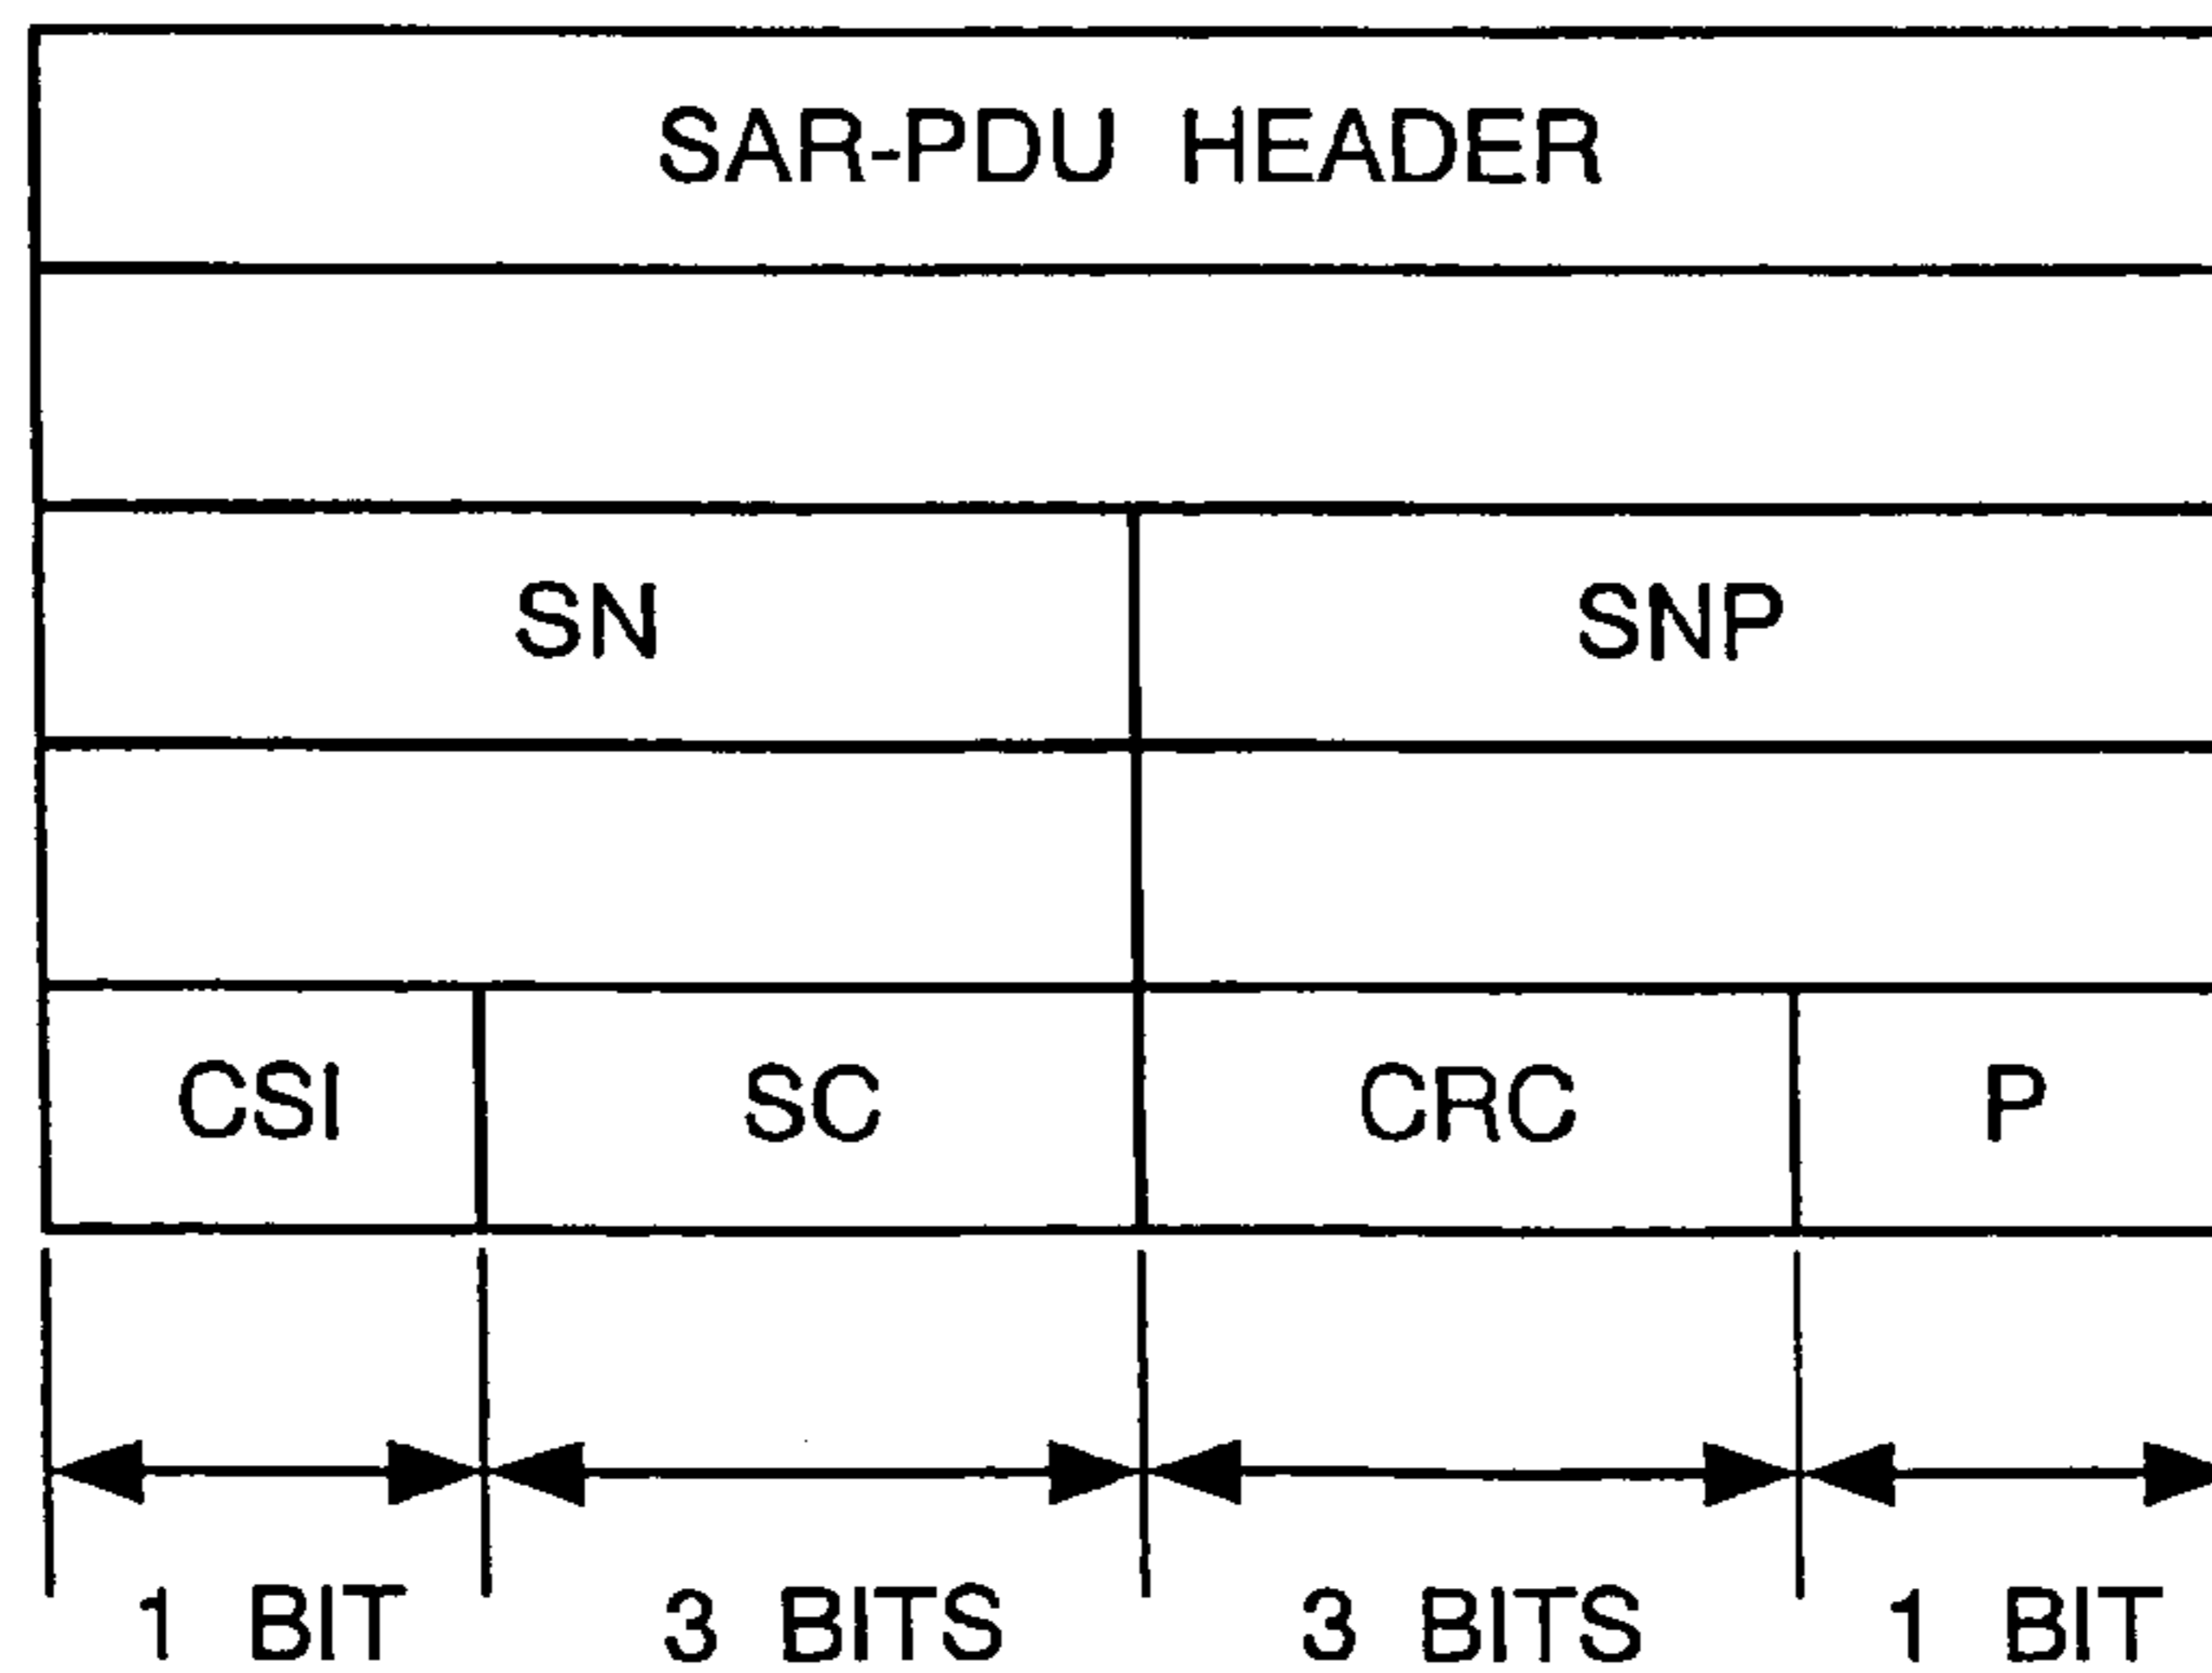 SAR-PDU HEADER
SN SNP
CSI SC CRC P
1 BIT 3 BITS 3 BITS 1 BIT